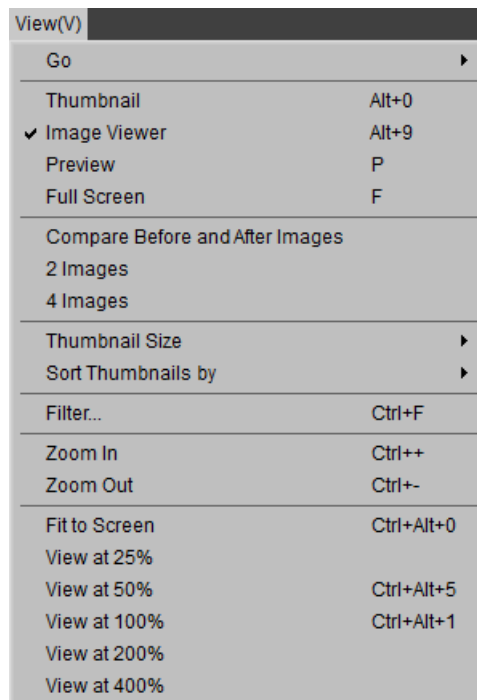 View(V)
Go
Thumbnail Alt+0
Image Viewer Alt+9
Preview P
Full Screen F
Compare Before and After Images
2 Images
4 Images
Thumbnail Size
Sort Thumbnails by
Filter... Ctrl+F
Zoom In Ctrl++
Zoom Out Ctrl+-
Fit to Screen Ctrl+Alt+0
View at 25%
View at 50% Ctrl+Alt+5
View at 100% Ctrl+Alt+1
View at 200%
View at 400%